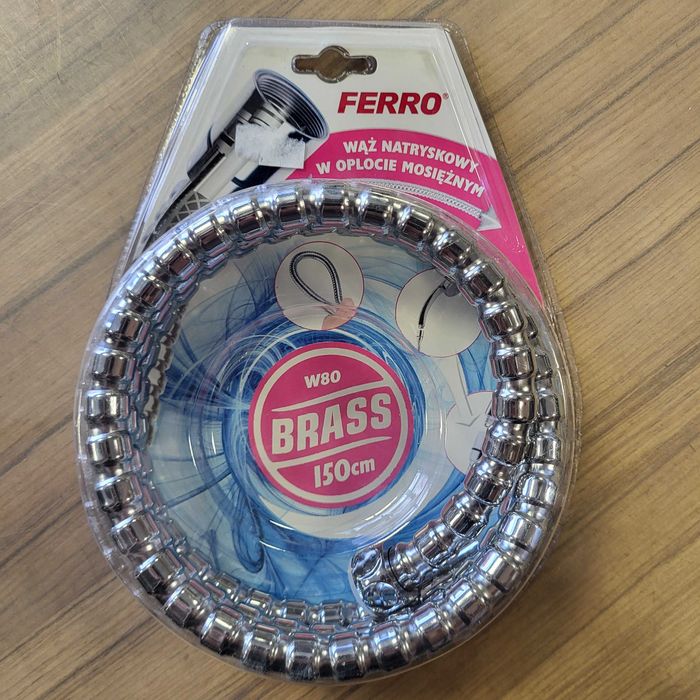 FERRO®
WĄŻ NATRYSKOWY
W OPLOCIE MOSIĘŻNYM
W80
BRASS
150cm